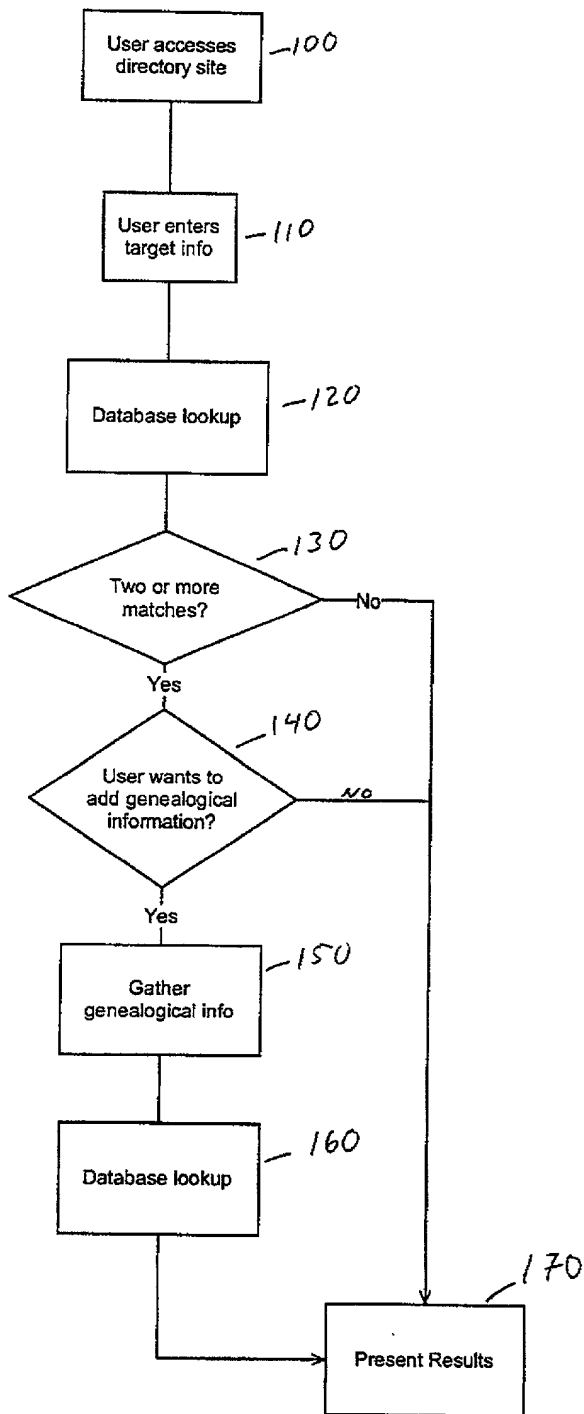 User accesses
directory site
100
User enters
target info
110
Database lookup
120
130
Two or more
matches?
No
Yes
140
User wants to
add genealogical
information?
NO
Yes
150
Gather
genealogical info
160
Database lookup
170
Present Results